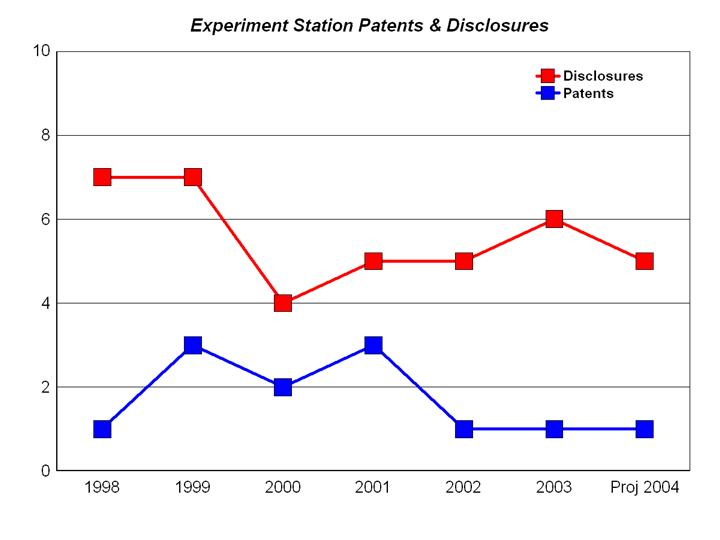 Experiment Station Patents & Disclosures
10
Disclosures
Patents
8
6
4
2
0
1998 1999 2000 2001 2002 2003 Proj 2004